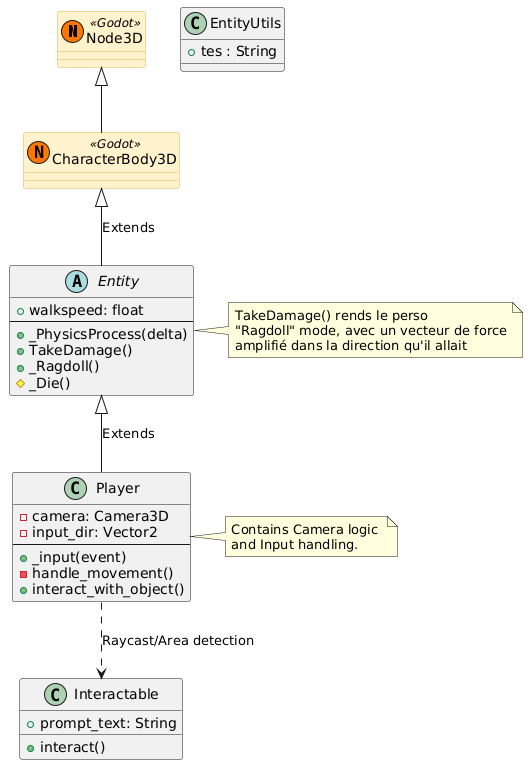 N
«Godot»
Node3D
C EntityUtils
tes : String
N
«Godot»
CharacterBody3D
Extends
A Entity
walkspeed: float
_PhysicsProcess(delta)
TakeDamage()
_Ragdoll()
_Die()
TakeDamage() rends le perso
"Ragdoll" mode, avec un vecteur de force
amplifié dans la direction qu'il allait
Extends
C Player
camera: Camera3D
input_dir: Vector2
_input(event)
handle_movement()
interact_with_object()
Contains Camera logic
and Input handling.
Raycast/Area detection
C Interactable
prompt_text: String
interact()